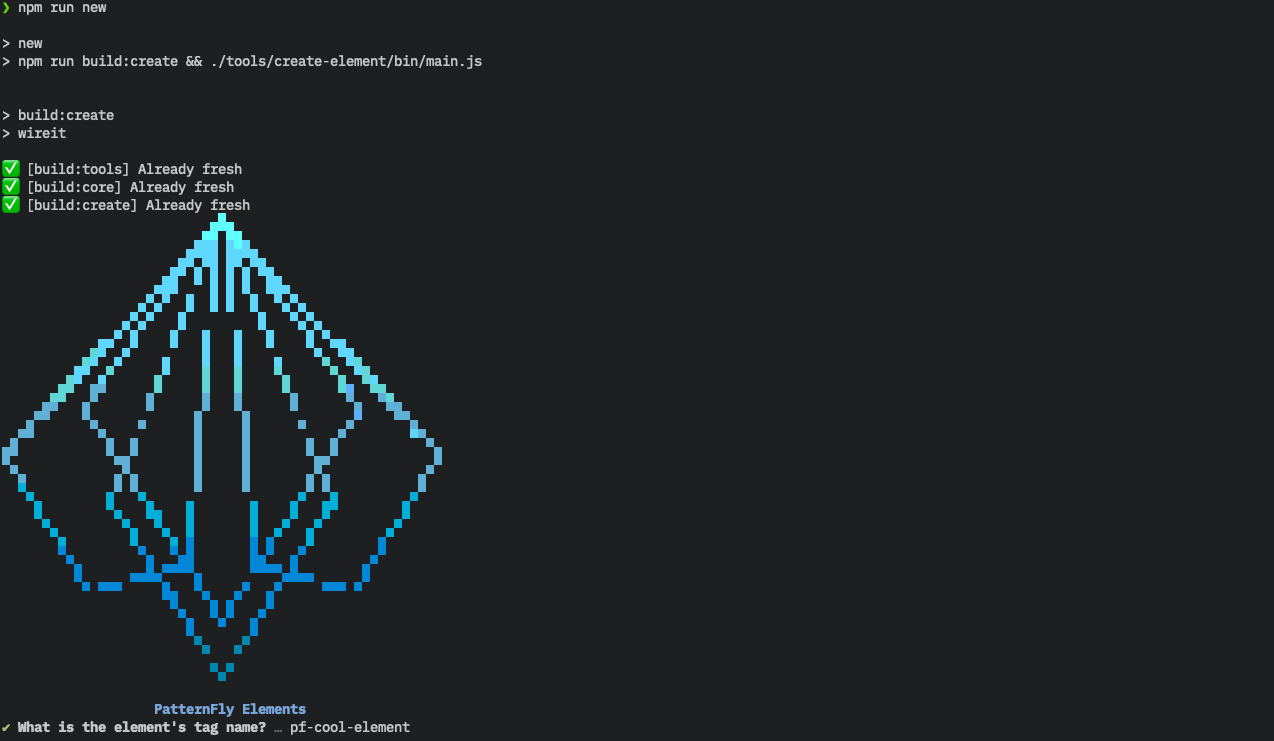 ❯ npm run new
> new
> npm run build:create && ./tools/create-element/bin/main.js
> build:create
> wireit
✅ [build:tools] Already fresh
✅ [build:core] Already fresh
✅ [build:create] Already fresh
PatternFly Elements
✔ What is the element's tag name? … pf-cool-element